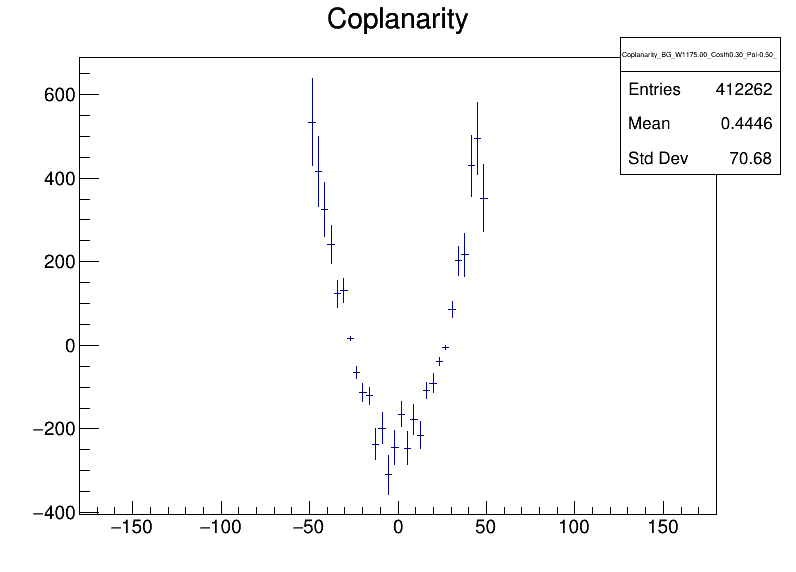 Coplanarity
Coplanarity_BG_W1175.00_Costh0.30_Pol-0.50_
Entries 412262
Mean 0.4446
Std Dev 70.68
600
400
200
0
−200
−400
−150 −100 −50 0 50 100 150